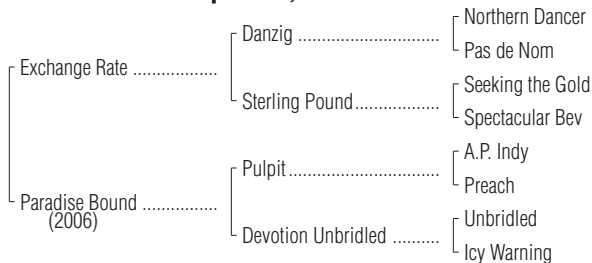 Exchange Rate ..................
Paradise Bound ................
(2006)
Danzig ..............................
Sterling Pound..................
Pulpit..............................
Devotion Unbridled ..........
Northern Dancer
Pas de Nom
Seeking the Gold
Spectacular Bev
A.P. Indy
Preach
Unbridled
Icy Warning